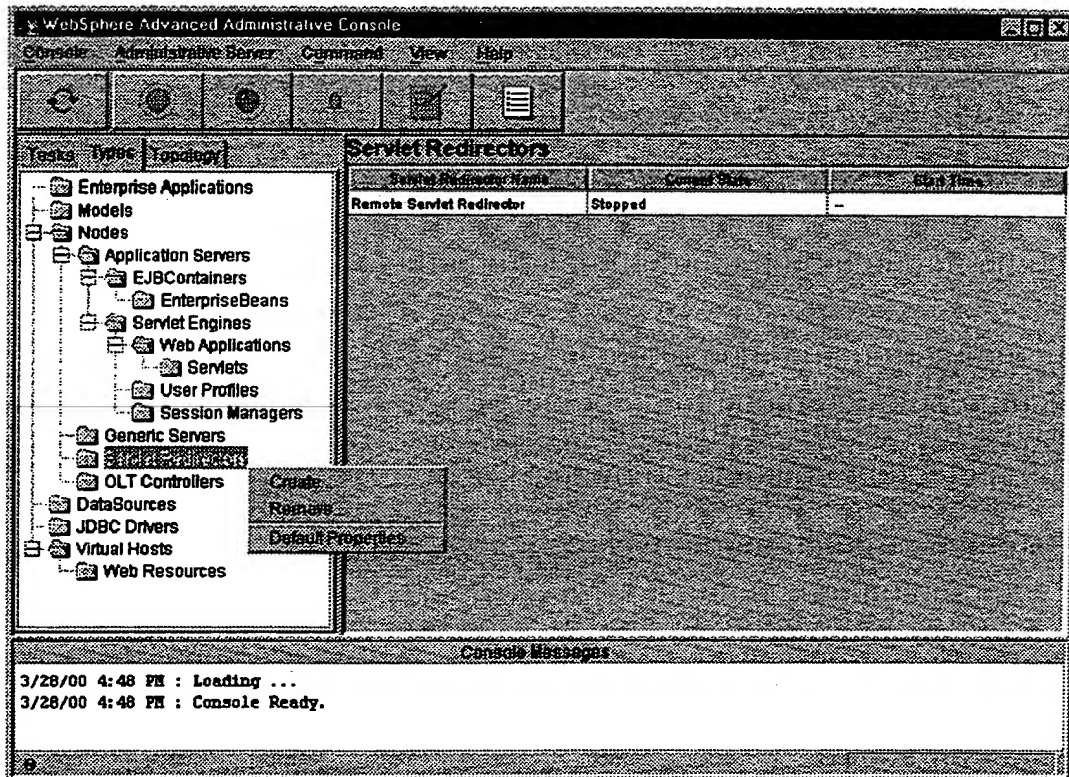 WebSphere Advanced Administrative Console
Console Administrative Server Command View Help
Tasks Types Topology
Servlet Redirectors
Servlet Redirector Name Current State Start Time
Remote Servlet Redirector Stopped --
Enterprise Applications
Models
Nodes
Application Servers
EJBContainers
EnterpriseBeans
Servlet Engines
Web Applications
Servlets
User Profiles
Session Managers
Generic Servers
Servlet Redirectors
OLT Controllers
DataSources
JDBC Drivers
Virtual Hosts
Web Resources
Create...
Remove...
Default Properties...
Console Messages
3/28/00 4:48 PM : Loading ...
3/28/00 4:48 PM : Console Ready.